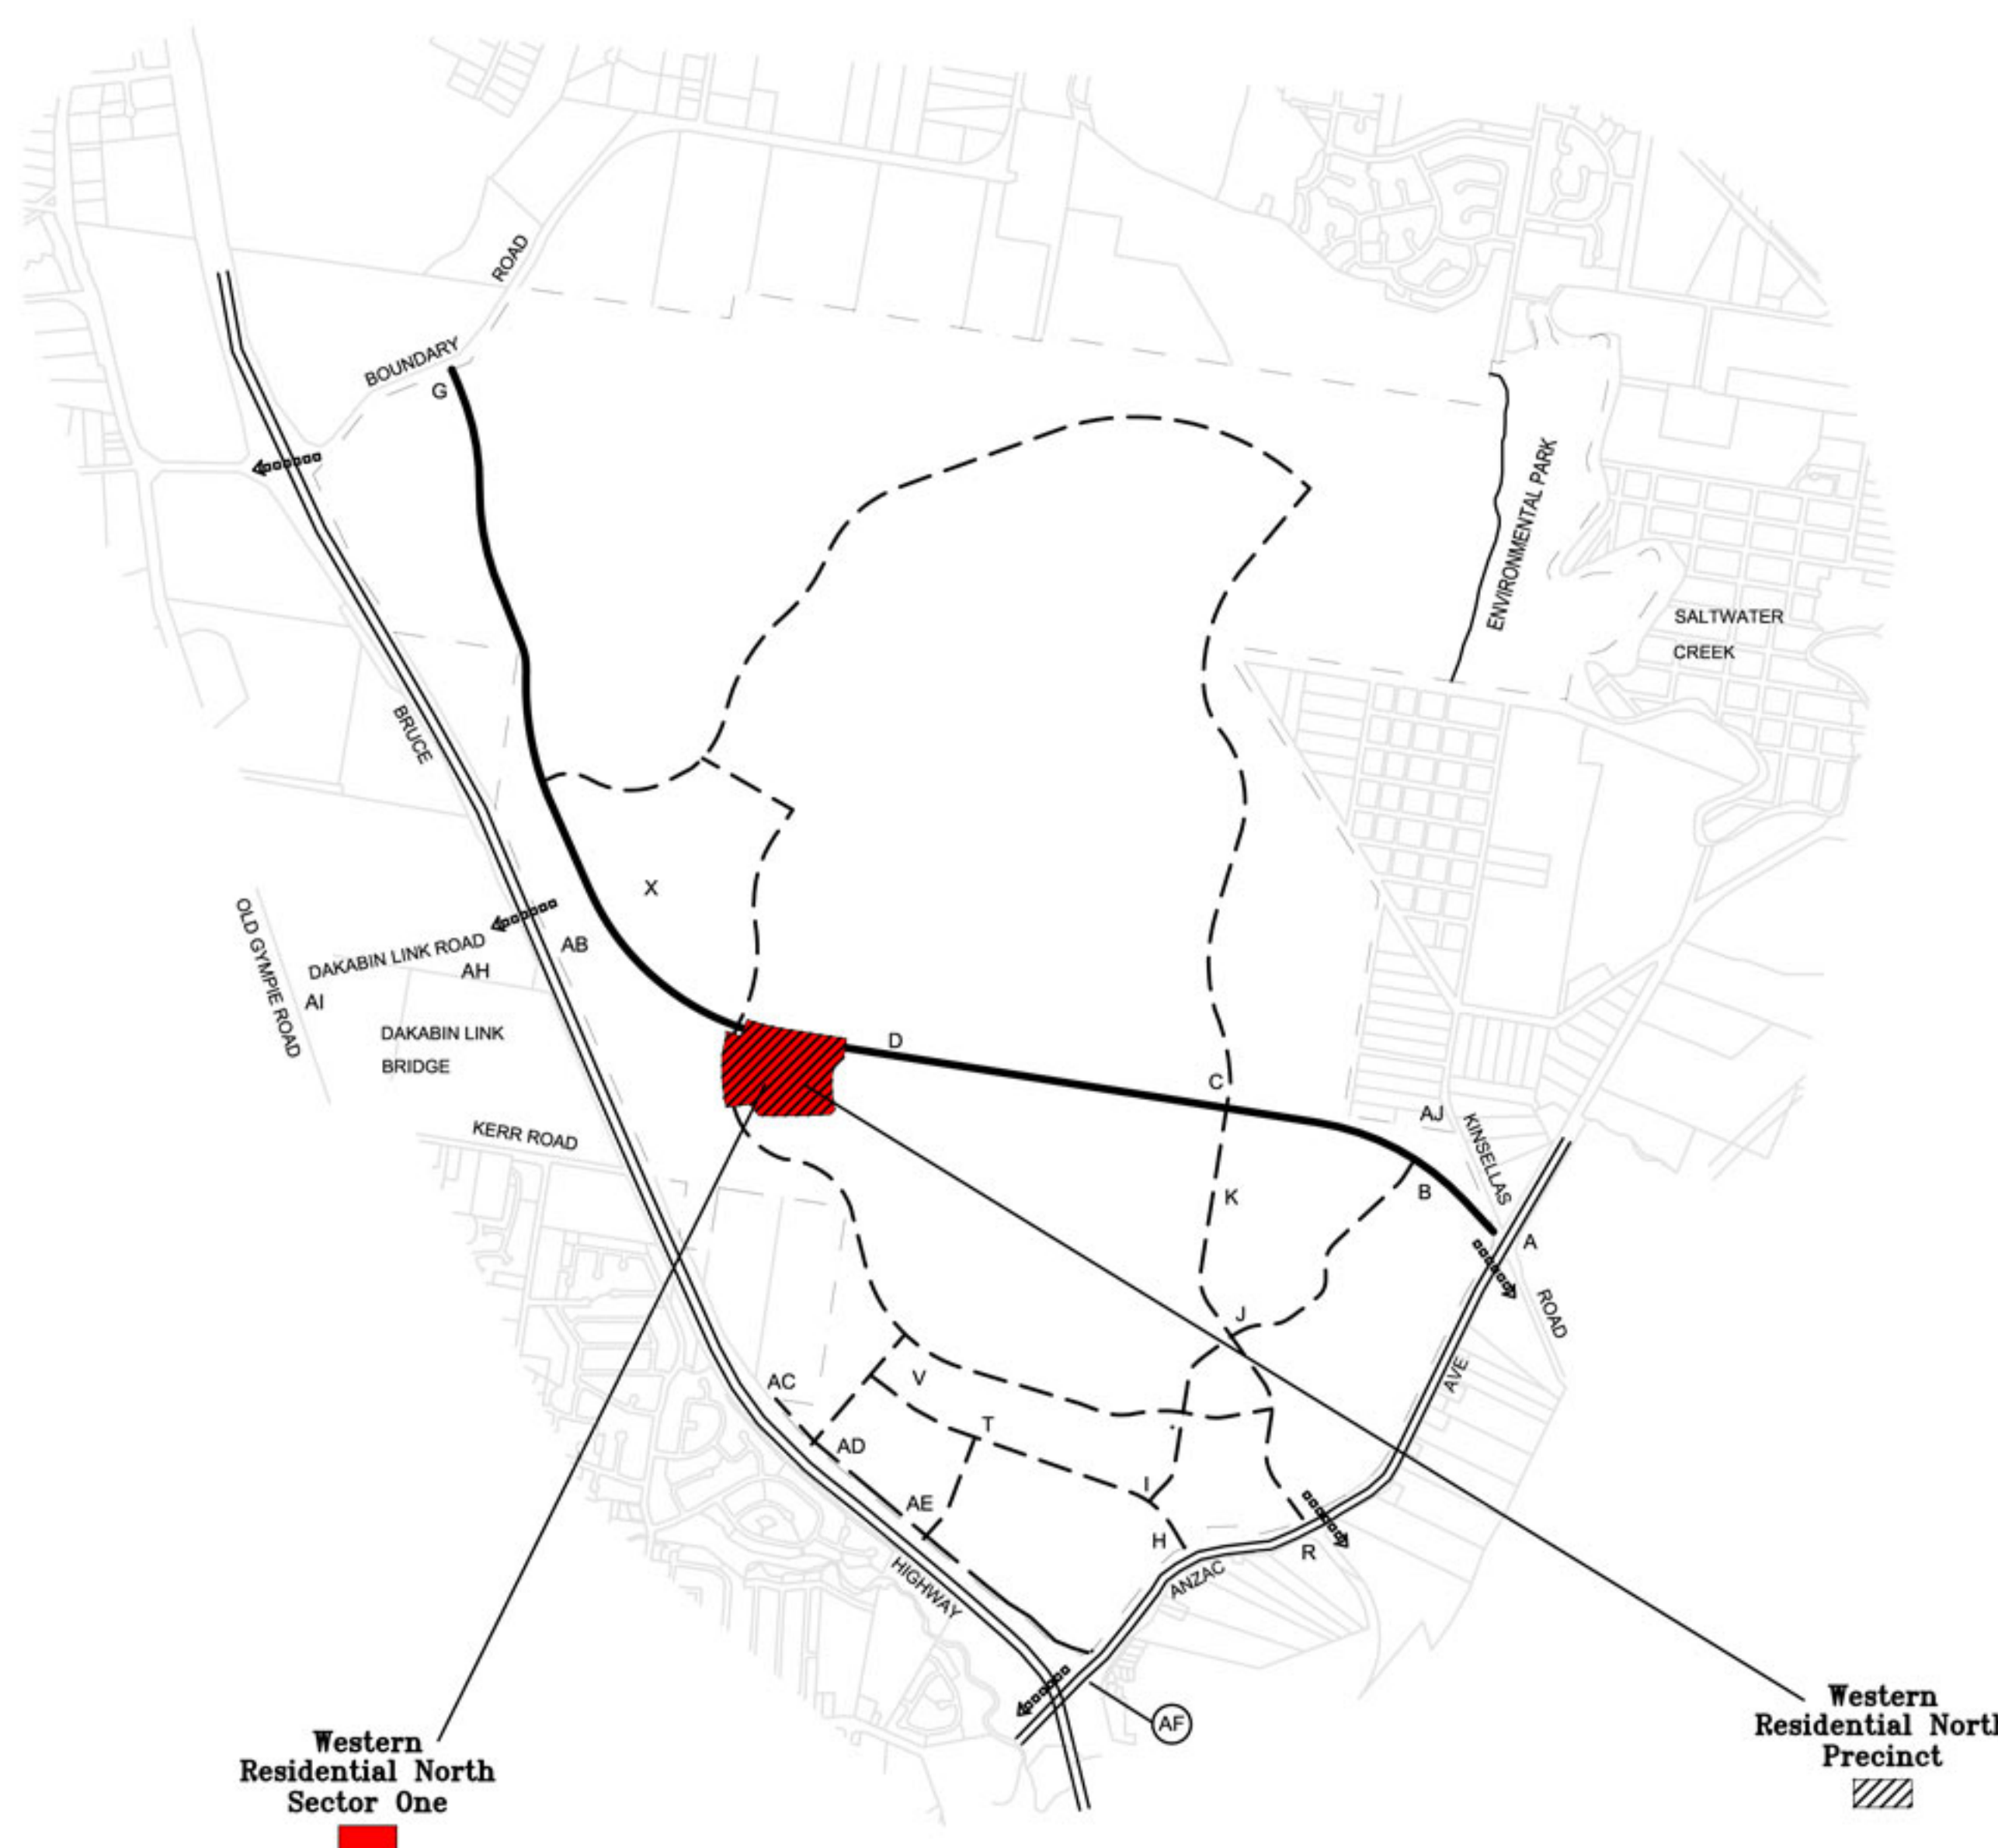 ROAD
BOUNDARY
G
ENVIRONMENTAL PARK
SALTWATER
CREEK
BRUCE
X
OLD GYMPIE ROAD
DAKABIN LINK ROAD
AB
AH
AI
DAKABIN LINK
BRIDGE
D
C
AJ
KINSELLAS
KERR ROAD
K
B
A
ROAD
J
AVE
AC
V
T
AD
I
AE
H
R
HIGHWAY
ANZAC
AF
Western
Residential North
Precinct
Western
Residential North
Sector One